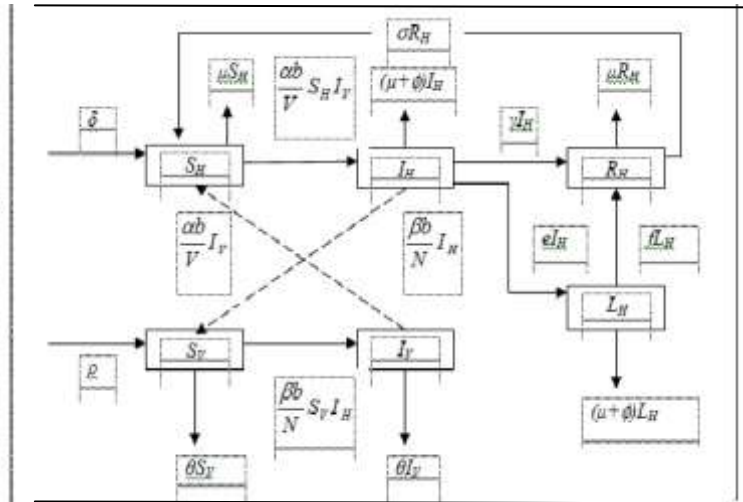 σR_H
μS_H
αb/V S_H I_V
(μ+ϕ)I_H
μR_H
δ
γI_H
S_H
I_H
R_H
αb/V I_V
βb/N I_H
eI_H
fL_H
L_H
S_V
I_V
βb/N S_V I_H
(μ+ϕ)L_H
θS_V
θI_V